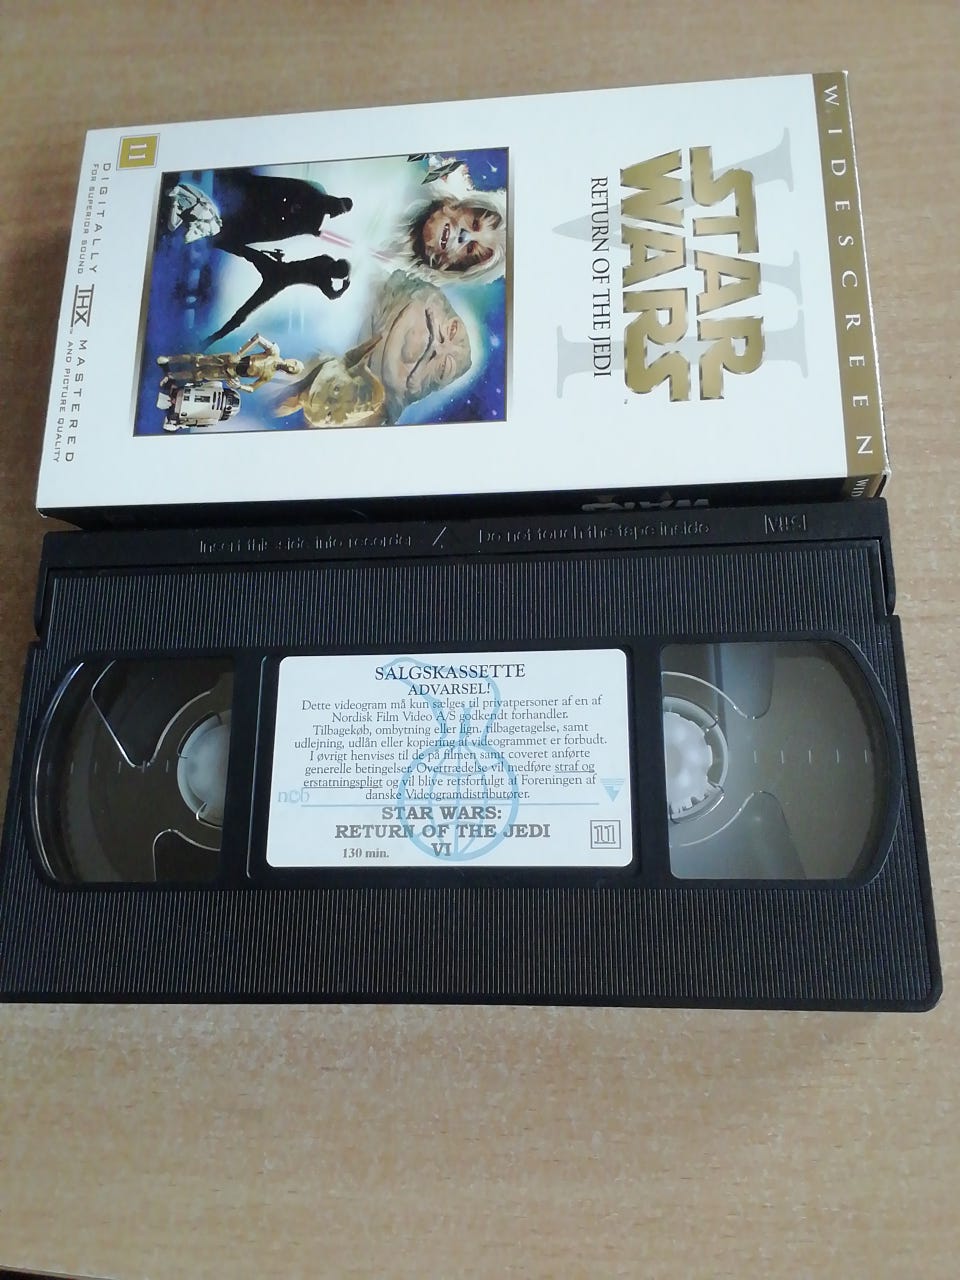 WIDESCREEN
WID
VI
STAR
WARS
RETURN OF THE JEDI
11
DIGITALLY THX MASTERED
FOR SUPERIOR SOUND AND PICTURE QUALITY
Insert this side into recorder Do not touch the tape inside VHS
SALGSKASSETTE
ADVARSEL!
Dette videogram må kun sælges til privatpersoner af en af
Nordisk Film Video A/S godkendt forhandler.
Tilbagekøb, ombytning eller lign. tilbagetagelse, samt
udlejning, udlån eller kopiering af videogrammet er forbudt.
I øvrigt henvises til de på filmen samt coveret anførte
generelle betingelser. Overtrædelse vil medføre straf og
erstatningspligt og vil blive retsforfulgt af Foreningen af
danske Videogramdistributører.
ncb
STAR WARS:
RETURN OF THE JEDI
VI
130 min.
11